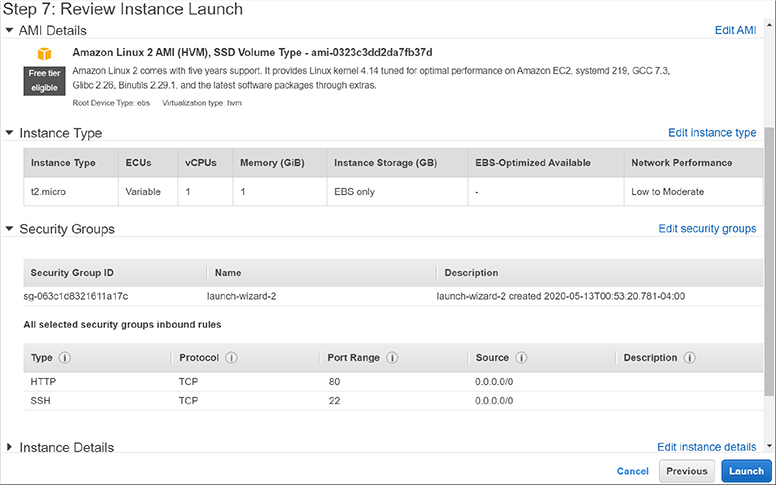 Step 7: Review Instance Launch
AMI Details
Edit AMI
Amazon Linux 2 AMI (HVM), SSD Volume Type - ami-0323c3dd2da7fb37d
Free tier
eligible
Amazon Linux 2 comes with five years support. It provides Linux kernel 4.14 tuned for optimal performance on Amazon EC2, systemd 219, GCC 7.3,
Glibc 2.26, Binutils 2.29.1, and the latest software packages through extras.
Root Device Type: ebs Virtualization type: hvm
Instance Type
Edit instance type
Instance Type ECUs vCPUs Memory (GiB) Instance Storage (GB) EBS-Optimized Available Network Performance
t2.micro Variable 1 1 EBS only - Low to Moderate
Security Groups
Edit security groups
Security Group ID Name Description
sg-063c1d8321611a17c launch-wizard-2 launch-wizard-2 created 2020-05-13T00:53:20.781-04:00
All selected security groups inbound rules
Type Protocol Port Range Source Description
HTTP TCP 80 0.0.0.0/0
SSH TCP 22 0.0.0.0/0
Instance Details
Edit instance details
Cancel Previous Launch